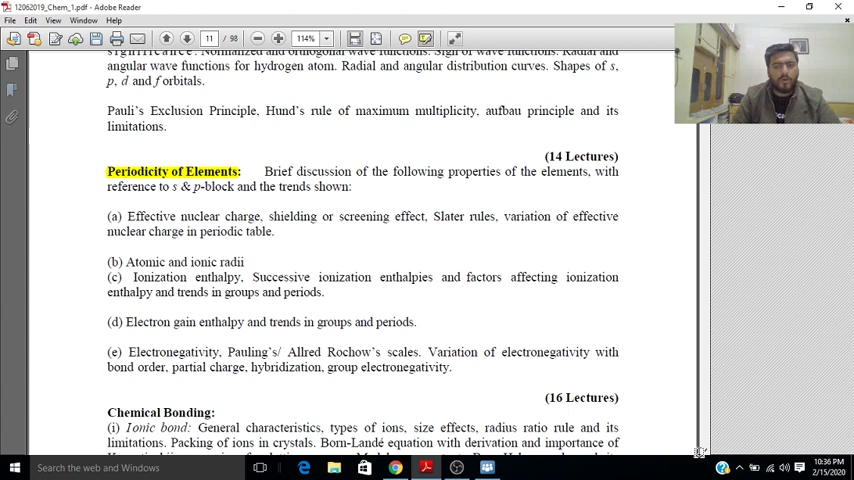 12062019_Chem_1.pdf - Adobe Reader
File Edit View Window Help
11 / 98 114%
significance. Normalized and orthogonal wave functions. Sign of wave functions. Radial and
angular wave functions for hydrogen atom. Radial and angular distribution curves. Shapes of s,
p, d and f orbitals.
Pauli's Exclusion Principle, Hund's rule of maximum multiplicity, aufbau principle and its
limitations.
(14 Lectures)
Periodicity of Elements: Brief discussion of the following properties of the elements, with
reference to s & p-block and the trends shown:
(a) Effective nuclear charge, shielding or screening effect, Slater rules, variation of effective
nuclear charge in periodic table.
(b) Atomic and ionic radii
(c) Ionization enthalpy, Successive ionization enthalpies and factors affecting ionization
enthalpy and trends in groups and periods.
(d) Electron gain enthalpy and trends in groups and periods.
(e) Electronegativity, Pauling's/ Allred Rochow's scales. Variation of electronegativity with
bond order, partial charge, hybridization, group electronegativity.
(16 Lectures)
Chemical Bonding:
(i) Ionic bond: General characteristics, types of ions, size effects, radius ratio rule and its
limitations. Packing of ions in crystals. Born-Landé equation with derivation and importance of
Search the web and Windows
10:36 PM
2/15/2020